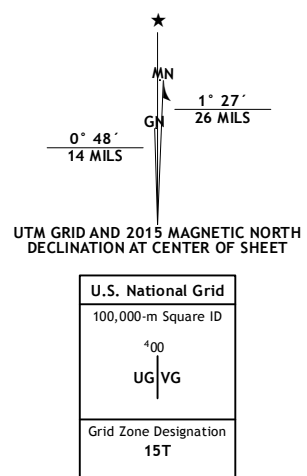 ★
MN
1° 27´
26 MILS
GN
0° 48´
14 MILS
UTM GRID AND 2015 MAGNETIC NORTH
DECLINATION AT CENTER OF SHEET
U.S. National Grid
100,000-m Square ID
⁴00
UG VG
Grid Zone Designation
15T